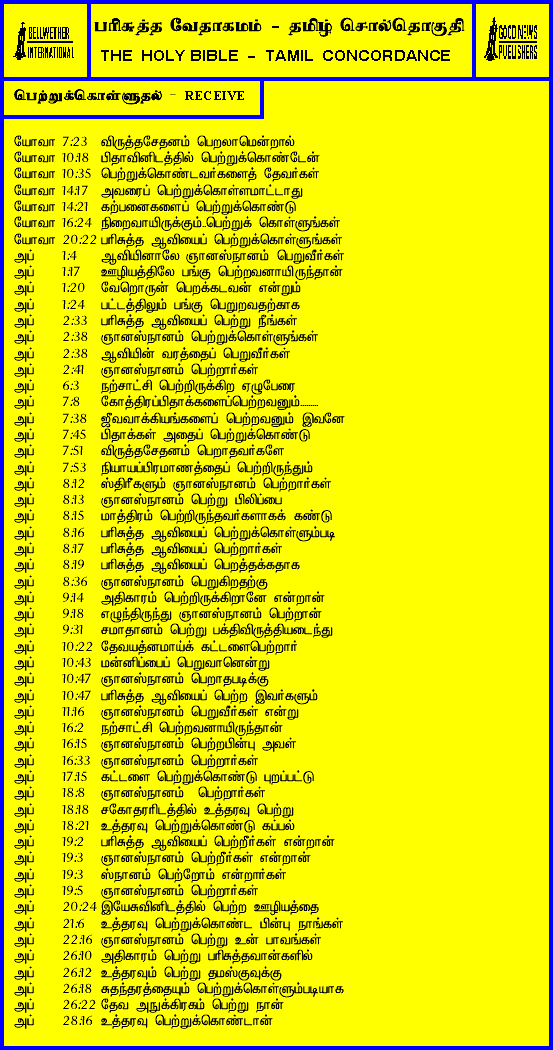 BELLWETHER
INTERNATIONAL
பரிசுத்த வேதாகமம் - தமிழ் சொல்தொகுதி
THE HOLY BIBLE - TAMIL CONCORDANCE
GOOD NEWS
PUBLISHERS
பெற்றுக்கொள்ளுதல் - RECEIVE
யோவா 7:23 விருத்தசேதனம் பெறலாமென்றால்
யோவா 10:18 பிதாவினிடத்தில் பெற்றுக்கொண்டேன்
யோவா 10:35 பெற்றுக்கொண்டவர்களைத் தேவர்கள்
யோவா 14:17 அவரைப் பெற்றுக்கொள்ளமாட்டாது
யோவா 14:21 கற்பனைகளைப் பெற்றுக்கொண்டு
யோவா 16:24 நிறைவாயிருக்கும்..பெற்றுக் கொள்ளுங்கள்
யோவா 20:22 பரிசுத்த ஆவியைப் பெற்றுக்கொள்ளுங்கள்
அப் 1:4 ஆவியினாலே ஞானஸ்நானம் பெறுவீர்கள்
அப் 1:17 ஊழியத்திலே பங்கு பெற்றவனாயிருந்தான்
அப் 1:20 வேறொருன் பெறக்கடவன் என்றும்
அப் 1:24 பட்டத்திலும் பங்கு பெறுறவதற்காக
அப் 2:33 பரிசுத்த ஆவியைப் பெற்று நீங்கள்
அப் 2:38 ஞானஸ்நானம் பெற்றுக்கொள்ளுங்கள்
அப் 2:38 ஆவியின் வரத்தைப் பெறுவீர்கள்
அப் 2:41 ஞானஸ்நானம் பெற்றார்கள்
அப் 6:3 நற்சாட்சி பெற்றிருக்கிற ஏழுபேரை
அப் 7:8 கோத்திரப்பிதாக்களைப்பெற்றவனும்.........
அப் 7:38 ஜீவவாக்கியங்களைப் பெற்றவனும் இவனே
அப் 7:45 பிதாக்கள் அதைப் பெற்றுக்கொண்டு
அப் 7:51 விருத்தசேதனம் பெறாதவர்களே
அப் 7:53 நியாயப்பிரமாணத்தைப் பெற்றிருந்தும்
அப் 8:12 ஸ்திரீகளும் ஞானஸ்நானம் பெற்றார்கள்
அப் 8:13 ஞானஸ்நானம் பெற்று பிலிப்பை
அப் 8:15 மாத்திரம் பெற்றிருந்தவர்களாகக் கண்டு
அப் 8:16 பரிசுத்த ஆவியைப் பெற்றுக்கொள்ளும்படி
அப் 8:17 பரிசுத்த ஆவியைப் பெற்றார்கள்
அப் 8:19 பரிசுத்த ஆவியைப் பெறத்தக்கதாக
அப் 8:36 ஞானஸ்நானம் பெறுகிறதற்கு
அப் 9:14 அதிகாரம் பெற்றிருக்கிறானே என்றான்
அப் 9:18 எழுந்திருந்து ஞானஸ்நானம் பெற்றான்
அப் 9:31 சமாதானம் பெற்று பக்திவிருத்தியடைந்து
அப் 10:22 தேவயத்னமாய்க் கட்டளைபெற்றார்
அப் 10:43 மன்னிப்பைப் பெறுவானென்று
அப் 10:47 ஞானஸ்நானம் பெறாதபடிக்கு
அப் 10:47 பரிசுத்த ஆவியைப் பெற்ற இவர்களும்
அப் 11:16 ஞானஸ்நானம் பெறுவீர்கள் என்று
அப் 16:2 நற்சாட்சி பெற்றவனாயிருந்தான்
அப் 16:15 ஞானஸ்நானம் பெற்றபின்பு அவள்
அப் 16:33 ஞானஸ்நானம் பெற்றார்கள்
அப் 17:15 கட்டளை பெற்றுக்கொண்டு புறப்பட்டு
அப் 18:8 ஞானஸ்நானம் பெற்றார்கள்
அப் 18:18 சகோதரரிடத்தில் உத்தரவு பெற்று
அப் 18:21 உத்தரவு பெற்றுக்கொண்டு கப்பல்
அப் 19:2 பரிசுத்த ஆவியைப் பெற்றீர்கள் என்றான்
அப் 19:3 ஞானஸ்நானம் பெற்றீர்கள் என்றான்
அப் 19:3 ஸ்நானம் பெற்றோம் என்றார்கள்
அப் 19:5 ஞானஸ்நானம் பெற்றார்கள்
அப் 20:24 இயேசுவினிடத்தில் பெற்ற ஊழியத்தை
அப் 21:6 உத்தரவு பெற்றுக்கொண்ட பின்பு நாங்கள்
அப் 22:16 ஞானஸ்நானம் பெற்று உன் பாவங்கள்
அப் 26:10 அதிகாரம் பெற்று பரிசுத்தவான்களில்
அப் 26:12 உத்தரவும் பெற்று தமஸ்குவுக்கு
அப் 26:18 சுதந்தரத்தையும் பெற்றுக்கொள்ளும்படியாக
அப் 26:22 தேவ அநுக்கிரகம் பெற்று நான்
அப் 28:16 உத்தரவு பெற்றுக்கொண்டான்